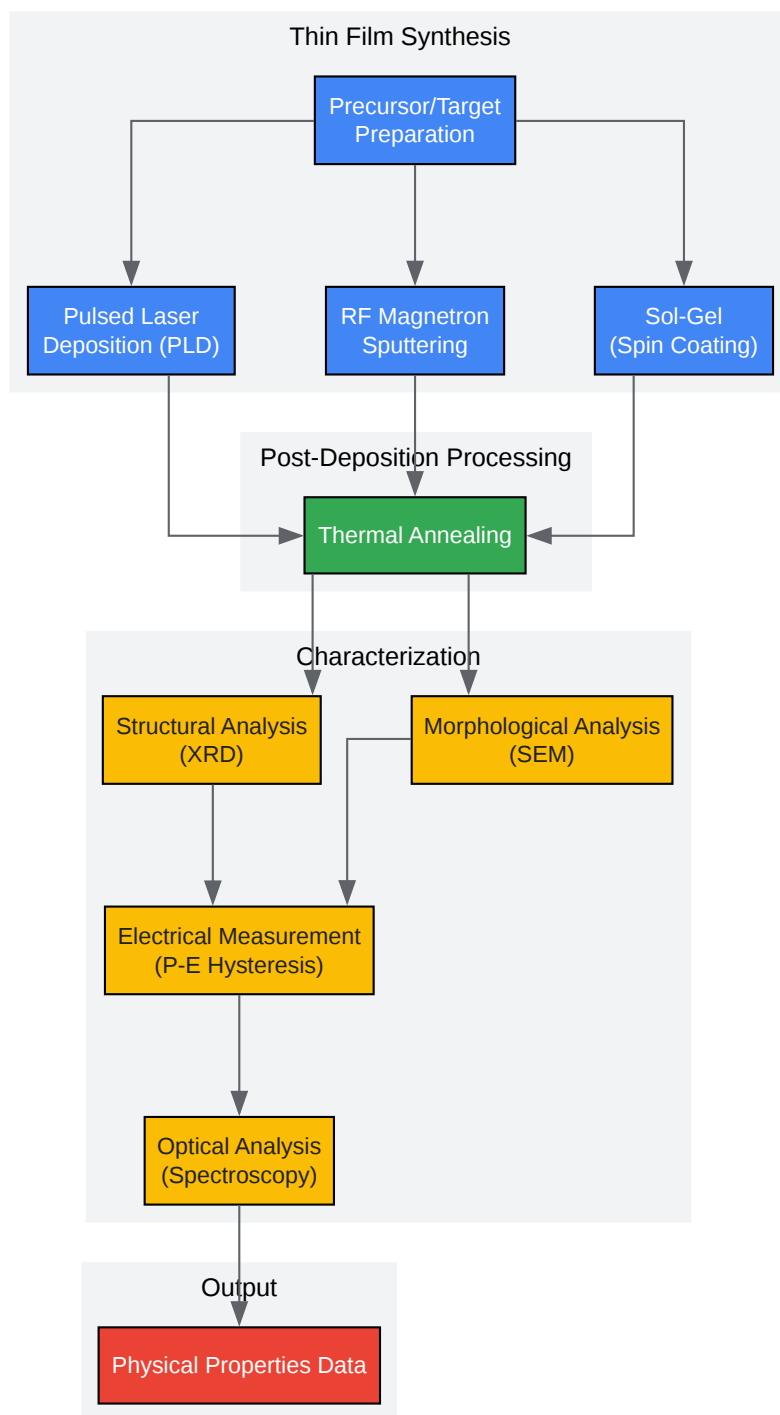 Thin Film Synthesis
Precursor/Target
Preparation
Pulsed Laser
Deposition (PLD)
RF Magnetron
Sputtering
Sol-Gel
(Spin Coating)
Post-Deposition Processing
Thermal Annealing
Characterization
Structural Analysis
(XRD)
Morphological Analysis
(SEM)
Electrical Measurement
(P-E Hysteresis)
Optical Analysis
(Spectroscopy)
Output
Physical Properties Data